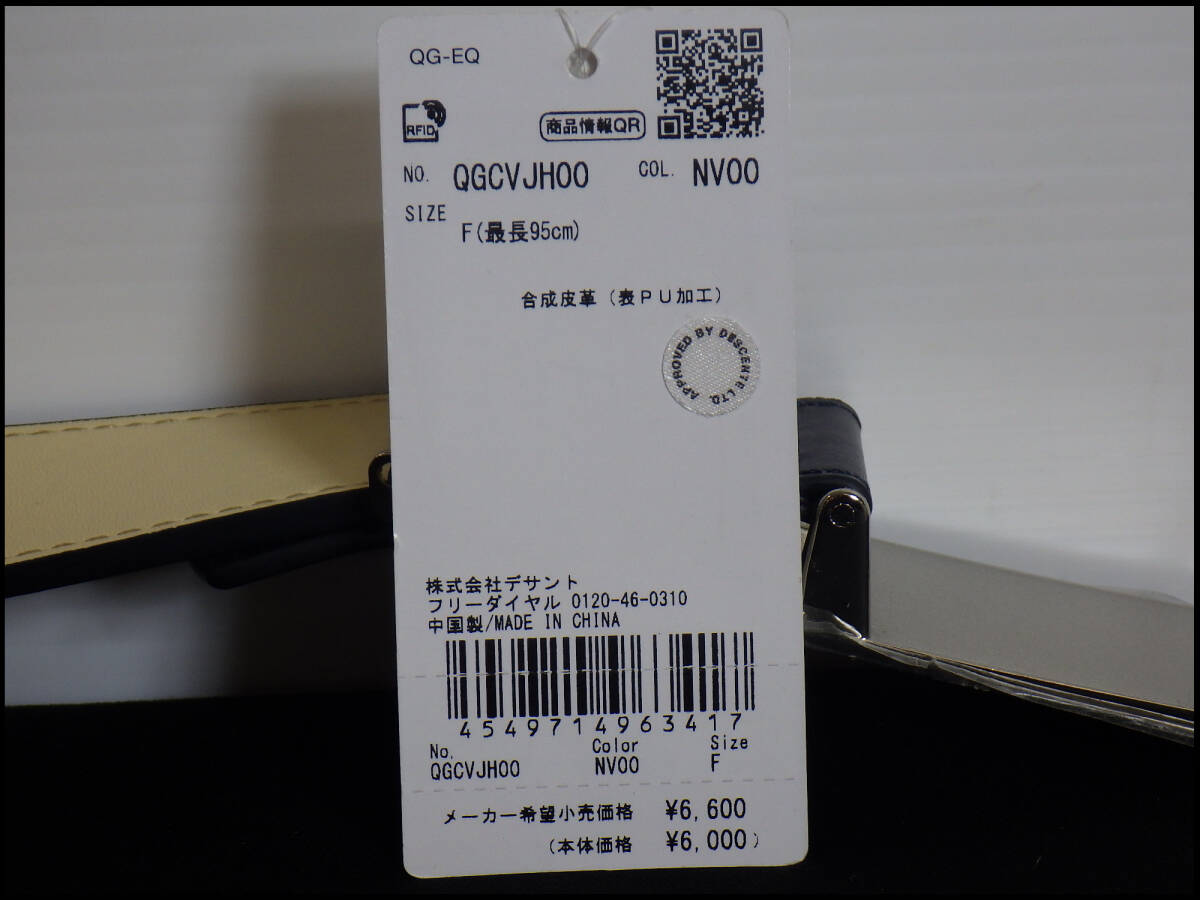 QG-EQ
RFID
商品情報QR
NO. QGCVJH00 COL. NV00
SIZE
F(最長95cm)
合成皮革（表ＰＵ加工）
APPROVED BY DESCENTE LTD.
株式会社デサント
フリーダイヤル 0120-46-0310
中国製/MADE IN CHINA
4549714963417
No. Color Size
QGCVJH00 NV00 F
メーカー希望小売価格 ¥6,600
(本体価格 ¥6,000)